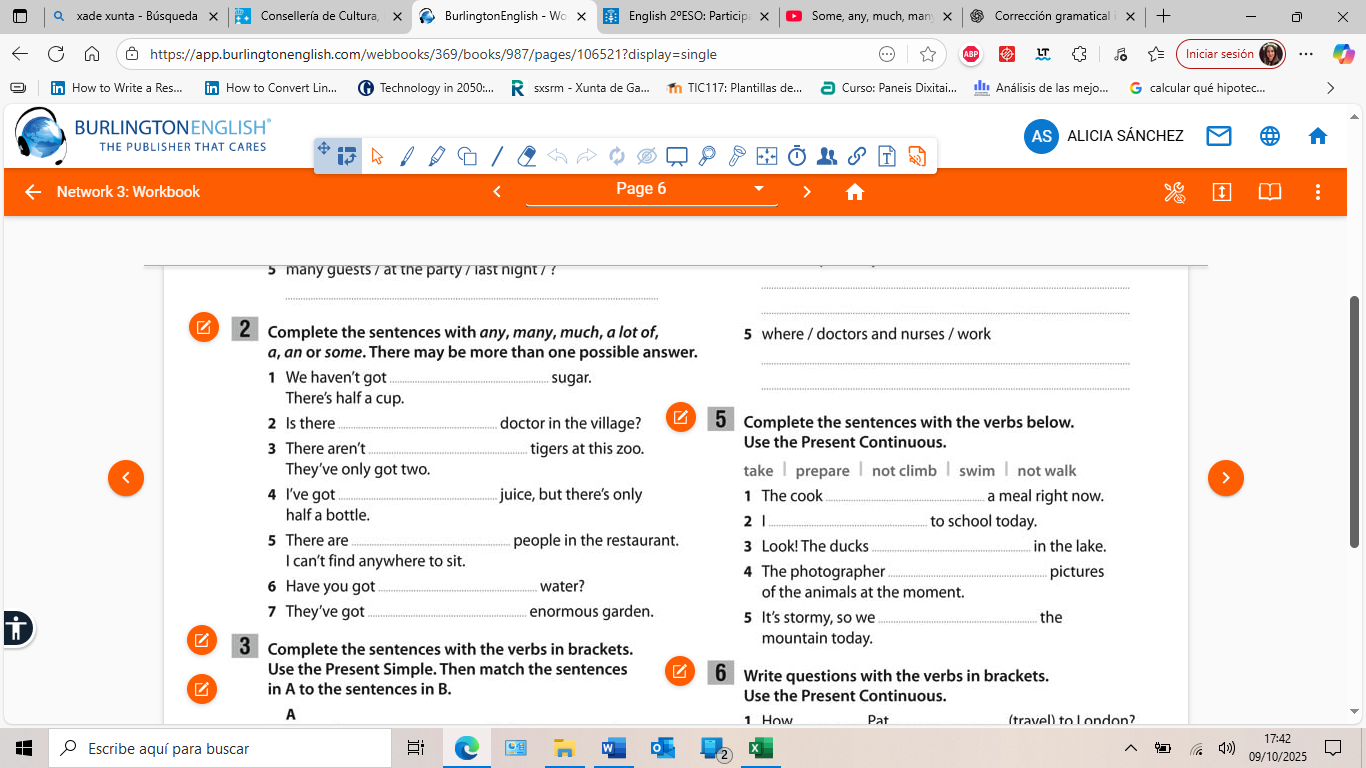 xade xunta - Búsqueda
Consellería de Cultura,
BurlingtonEnglish - Wo
English 2ºESO: Particip
Some, any, much, many
Corrección gramatical i
https://app.burlingtonenglish.com/webbooks/369/books/987/pages/106521?display=single
ABP
LT
Iniciar sesión
How to Write a Res...
How to Convert Lin...
Technology in 2050:...
sxsrm - Xunta de Ga...
TIC117: Plantillas de...
Curso: Paneis Dixitai...
Análisis de las mejo...
calcular qué hipotec...
BURLINGTONENGLISH®
THE PUBLISHER THAT CARES
AS ALICIA SÁNCHEZ
Network 3: Workbook
Page 6
5 many guests / at the party / last night / ?
2 Complete the sentences with any, many, much, a lot of,
a, an or some. There may be more than one possible answer.
1 We haven't got sugar.
There's half a cup.
2 Is there doctor in the village?
3 There aren't tigers at this zoo.
They've only got two.
4 I've got juice, but there's only
half a bottle.
5 There are people in the restaurant.
I can't find anywhere to sit.
6 Have you got water?
7 They've got enormous garden.
3 Complete the sentences with the verbs in brackets.
Use the Present Simple. Then match the sentences
in A to the sentences in B.
A
5 where / doctors and nurses / work
5 Complete the sentences with the verbs below.
Use the Present Continuous.
take | prepare | not climb | swim | not walk
1 The cook a meal right now.
2 I to school today.
3 Look! The ducks in the lake.
4 The photographer pictures
of the animals at the moment.
5 It's stormy, so we the
mountain today.
6 Write questions with the verbs in brackets.
Use the Present Continuous.
1 How Pat (travel) to London?
Escribe aquí para buscar
2
17:42
09/10/2025